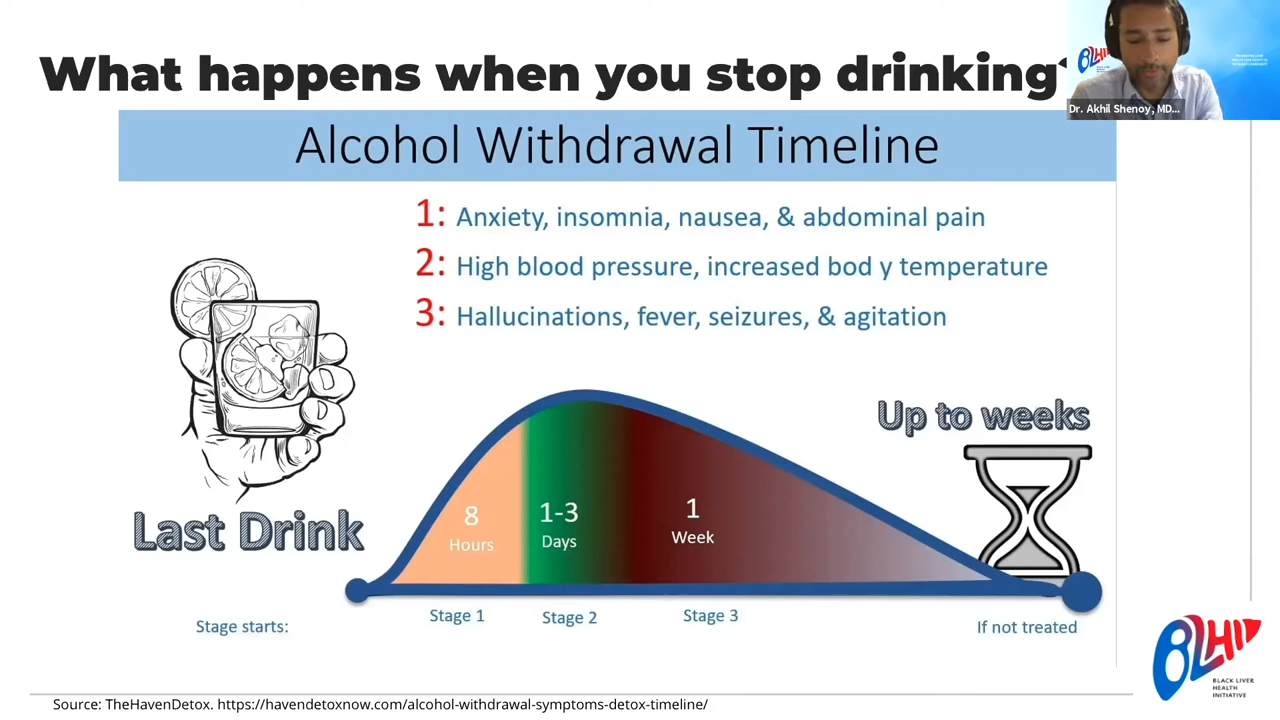 What happens when you stop drinking?
Dr. Akhil Shenoy, MD...
Alcohol Withdrawal Timeline
1: Anxiety, insomnia, nausea, & abdominal pain
2: High blood pressure, increased bod y temperature
3: Hallucinations, fever, seizures, & agitation
Up to weeks
Last Drink
8
Hours
1-3
Days
1
Week
Stage starts:
Stage 1
Stage 2
Stage 3
If not treated
BLHI
BLACK LIVER
HEALTH
INITIATIVE
Source: TheHavenDetox. https://havendetoxnow.com/alcohol-withdrawal-symptoms-detox-timeline/